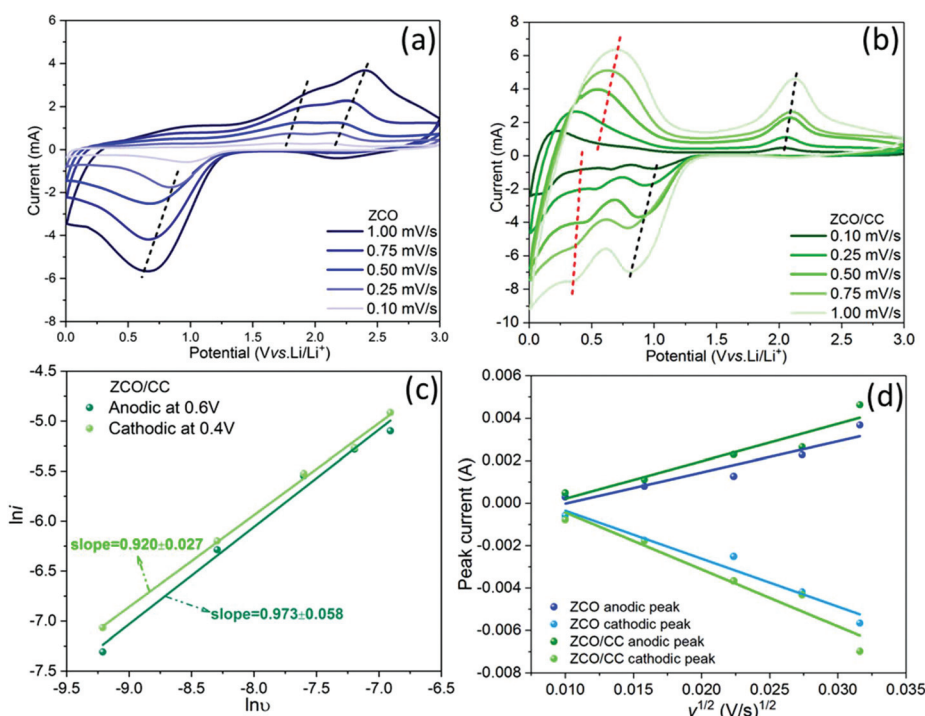 (a)
6
4
2
0
-2
-4
-6
-8
Current (mA)
ZCO
1.00 mV/s
0.75 mV/s
0.50 mV/s
0.25 mV/s
0.10 mV/s
0.0 0.5 1.0 1.5 2.0 2.5 3.0
Potential (Vvs.Li/Li⁺)
(b)
8
6
4
2
0
-2
-4
-6
-8
-10
Current (mA)
ZCO/CC
0.10 mV/s
0.25 mV/s
0.50 mV/s
0.75 mV/s
1.00 mV/s
0.0 0.5 1.0 1.5 2.0 2.5 3.0
Potential (Vvs.Li/Li⁺)
(c)
-4.5
-5.0
-5.5
-6.0
-6.5
-7.0
-7.5
lni
ZCO/CC
Anodic at 0.6V
Cathodic at 0.4V
slope=0.920±0.027
slope=0.973±0.058
-9.5 -9.0 -8.5 -8.0 -7.5 -7.0 -6.5
lnυ
(d)
0.006
0.004
0.002
0.000
-0.002
-0.004
-0.006
-0.008
Peak current (A)
ZCO anodic peak
ZCO cathodic peak
ZCO/CC anodic peak
ZCO/CC cathodic peak
0.010 0.015 0.020 0.025 0.030 0.035
v¹ᐟ² (V/s)¹ᐟ²